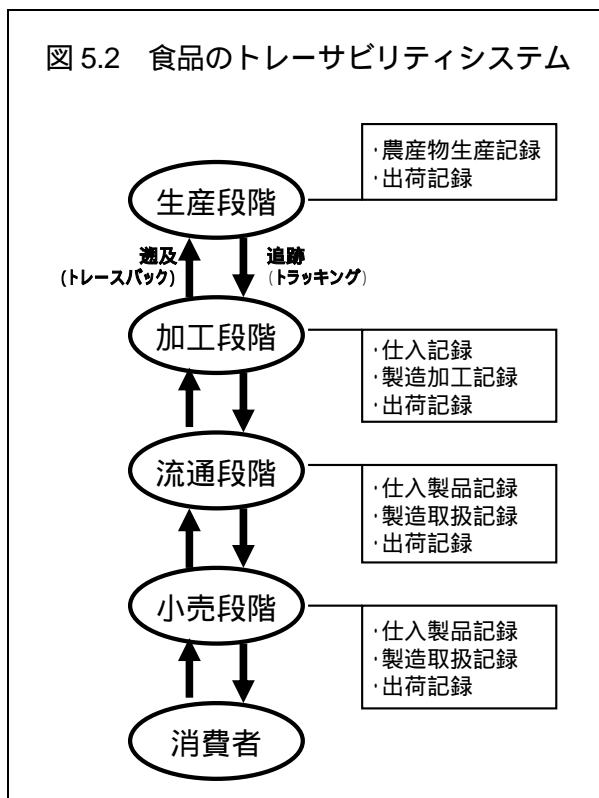 図 5.2　食品のトレーサビリティシステム
生産段階
・農産物生産記録
・出荷記録
遡及
(トレースバック)
追跡
(トラッキング)
加工段階
・仕入記録
・製造加工記録
・出荷記録
流通段階
・仕入製品記録
・製造取扱記録
・出荷記録
小売段階
・仕入製品記録
・製造取扱記録
・出荷記録
消費者